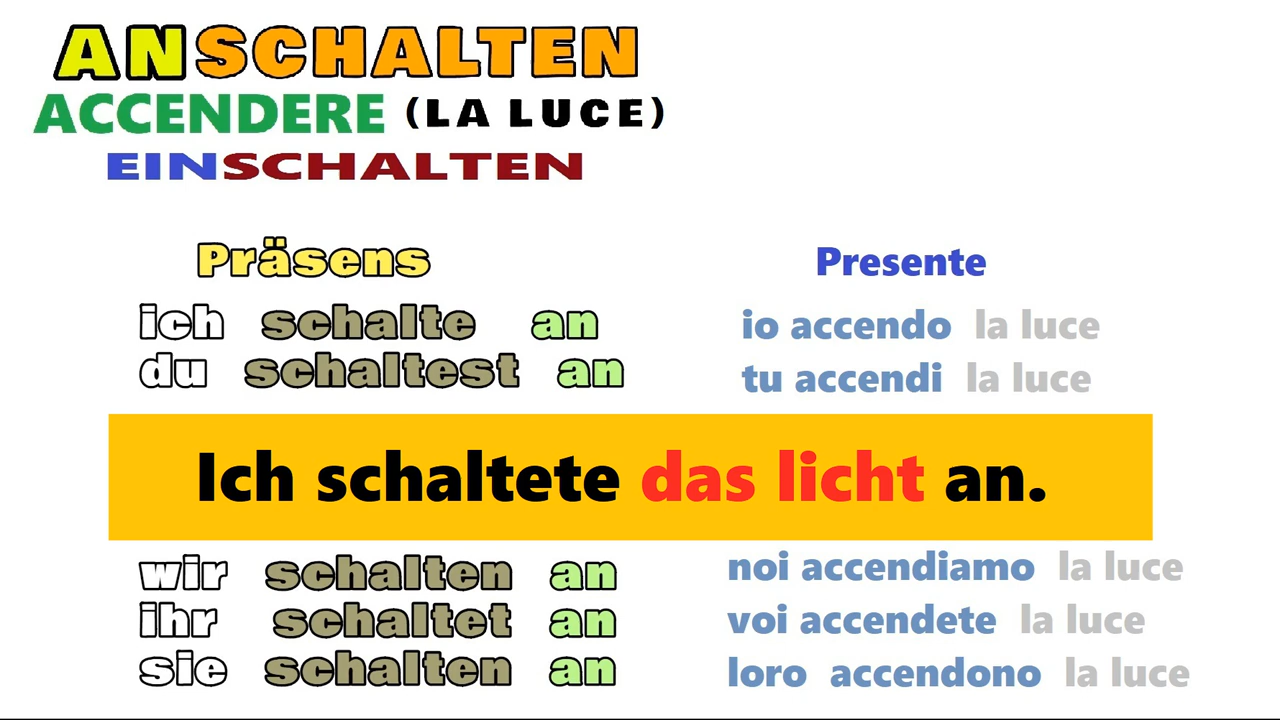 ANSCHALTEN
ACCENDERE (LA LUCE)
EINSCHALTEN
Präsens Presente
ich schalte an io accendo la luce
du schaltest an tu accendi la luce
Ich schaltete das licht an.
wir schalten an noi accendiamo la luce
ihr schaltet an voi accendete la luce
sie schalten an loro accendono la luce